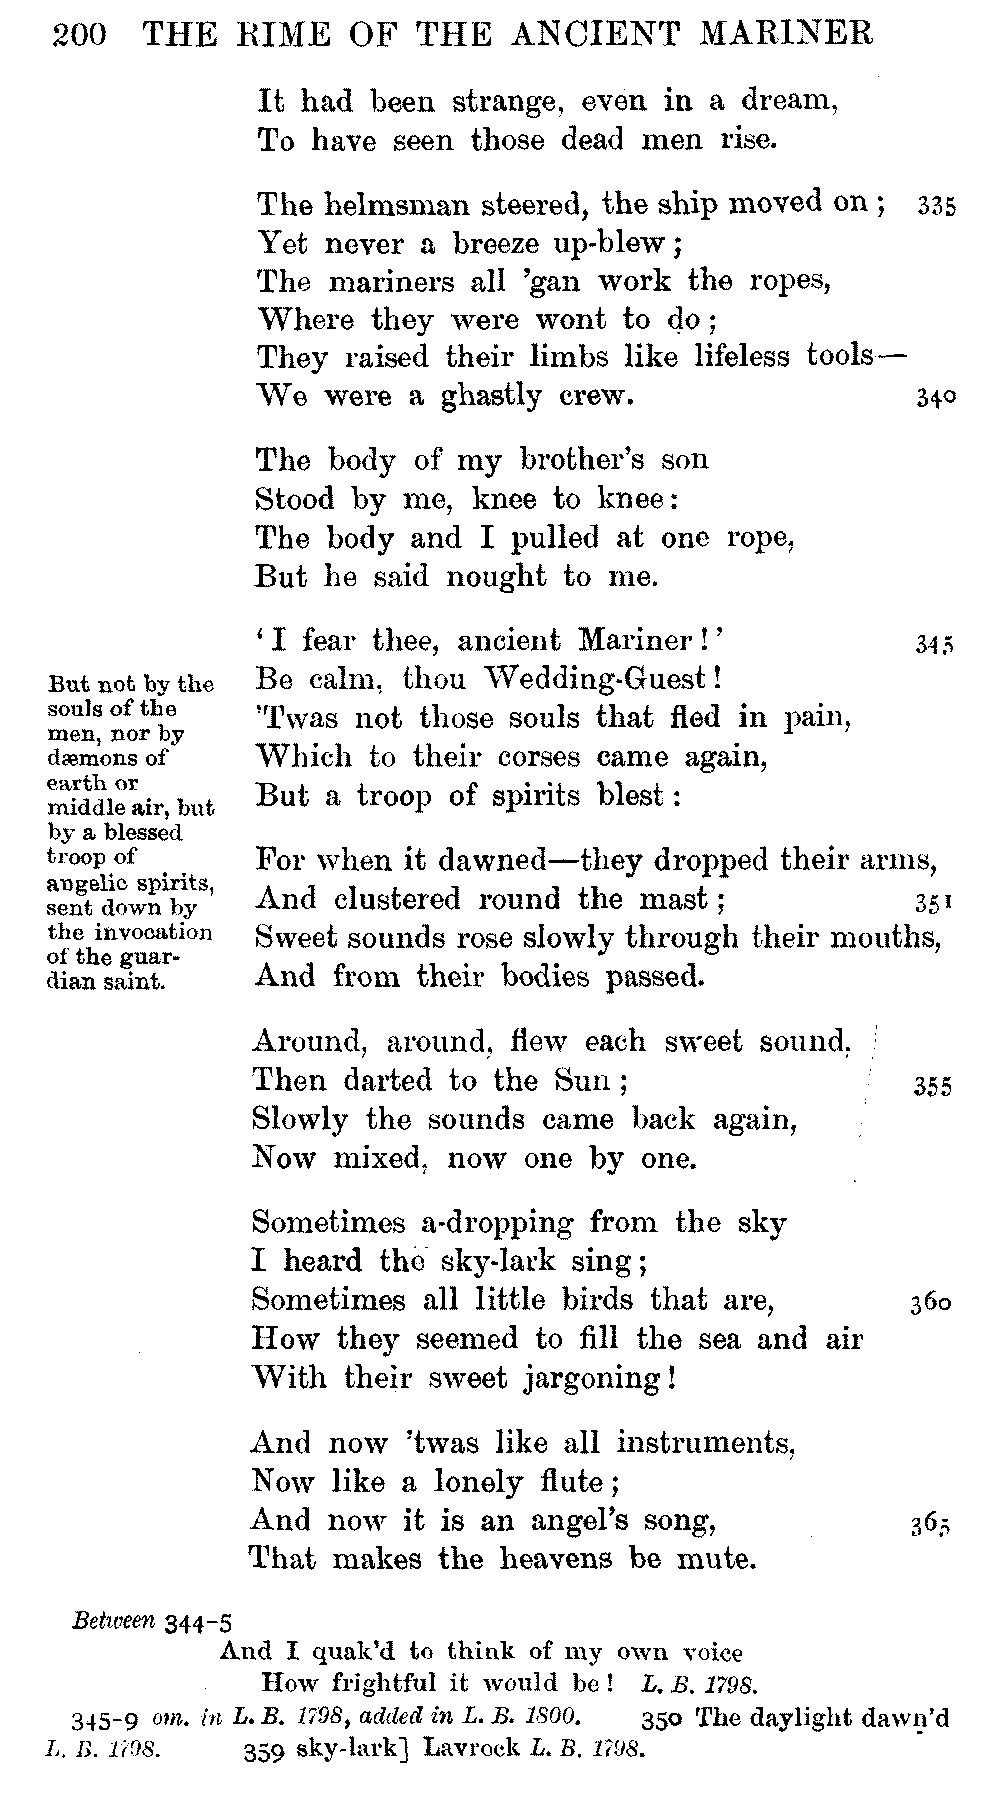 200 THE RIME OF THE ANCIENT MARINER
It had been strange, even in a dream,
To have seen those dead men rise.
The helmsman steered, the ship moved on ; 335
Yet never a breeze up-blew ;
The mariners all ’gan work the ropes,
Where they were wont to do ;
They raised their limbs like lifeless tools—
We were a ghastly crew. 340
The body of my brother’s son
Stood by me, knee to knee :
The body and I pulled at one rope,
But he said nought to me.
‘ I fear thee, ancient Mariner ! ’ 345
Be calm, thou Wedding-Guest !
’Twas not those souls that fled in pain,
Which to their corses came again,
But a troop of spirits blest :
But not by the
souls of the
men, nor by
dæmons of
earth or
middle air, but
by a blessed
troop of
angelic spirits,
sent down by
the invocation
of the guar-
dian saint.
For when it dawned—they dropped their arms,
And clustered round the mast ; 351
Sweet sounds rose slowly through their mouths,
And from their bodies passed.
Around, around, flew each sweet sound,
Then darted to the Sun ; 355
Slowly the sounds came back again,
Now mixed, now one by one.
Sometimes a-dropping from the sky
I heard the sky-lark sing ;
Sometimes all little birds that are, 360
How they seemed to fill the sea and air
With their sweet jargoning !
And now ’twas like all instruments,
Now like a lonely flute ;
And now it is an angel’s song, 365
That makes the heavens be mute.
Between 344-5
And I quak’d to think of my own voice
How frightful it would be ! L. B. 1798.
345-9 om. in L. B. 1798, added in L. B. 1800. 350 The daylight dawn’d
L. B. 1798. 359 sky-lark] Lavrock L. B. 1798.